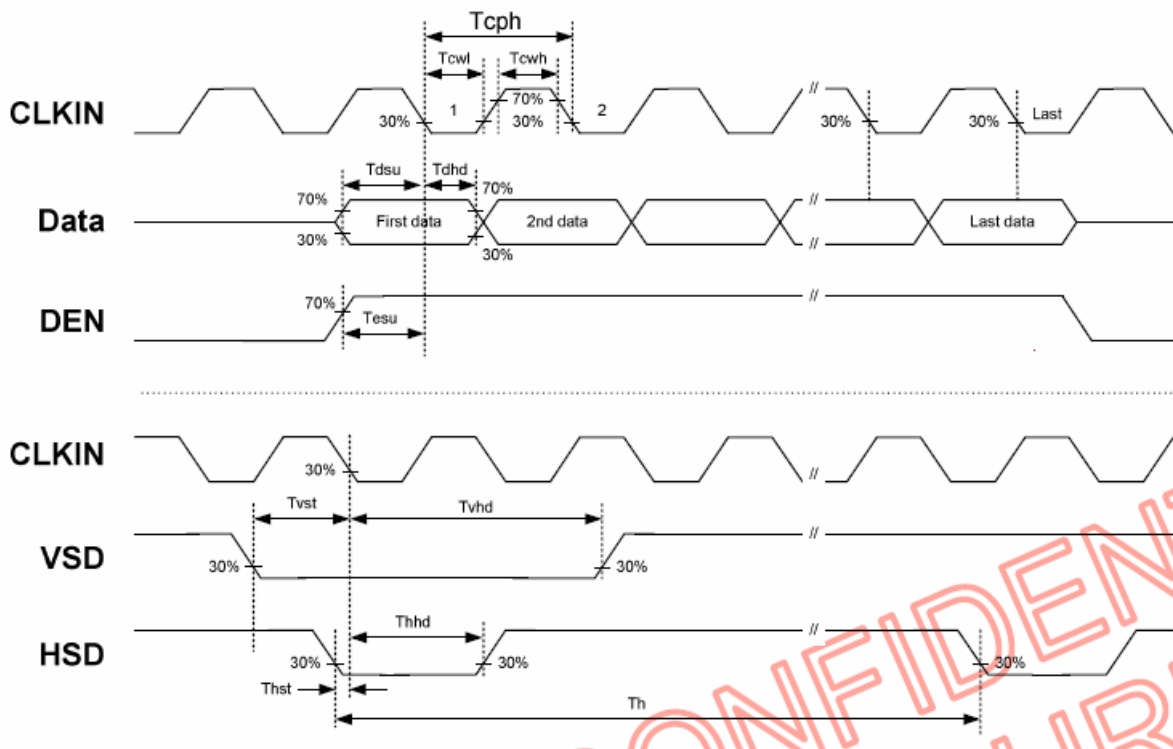 Tcph
Tcwl Tcwh
CLKIN 30% 1 70% 30% 2 // 30% 30% Last
Tdsu Tdhd
70% 70%
Data First data 2nd data // // Last data
30% 30%
DEN 70% //
Tesu
CLKIN 30% //
Tvst Tvhd
VSD 30% 30% //
Thhd
HSD 30% 30% // 30%
Thst
Th